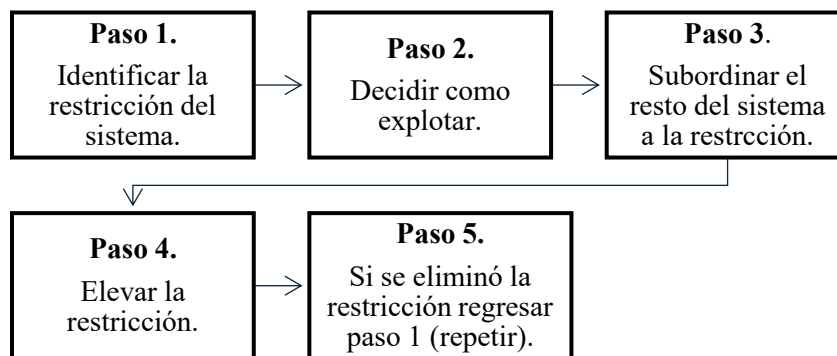 Paso 1.
Identificar la
restricción del
sistema.
Paso 2.
Decidir como
explotar.
Paso 3.
Subordinar el
resto del sistema
a la restrcción.
Paso 4.
Elevar la
restricción.
Paso 5.
Si se eliminó la
restricción regresar
paso 1 (repetir).